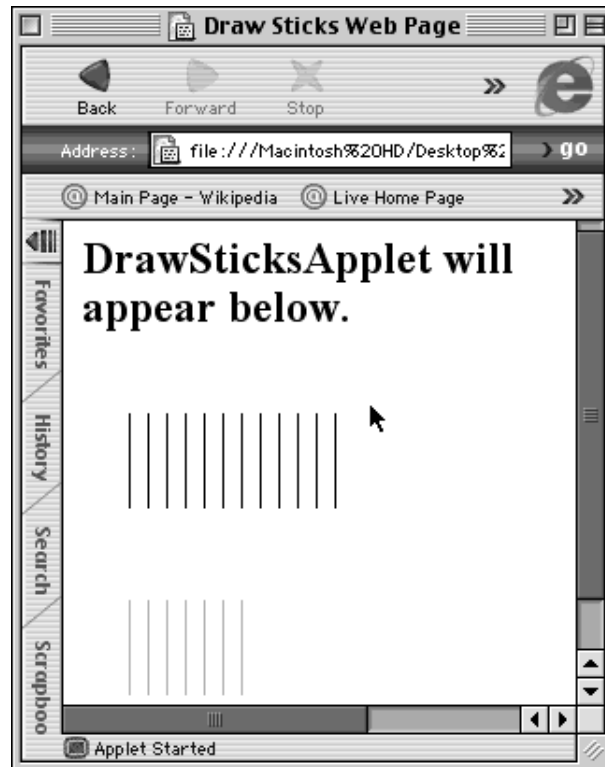 Draw Sticks Web Page
Back Forward Stop »
Address: file:///Macintosh%20HD/Desktop%2 go
@ Main Page - Wikipedia @ Live Home Page »
DrawSticksApplet will
appear below.
Favorites
History
Search
Scrapboo
Applet Started